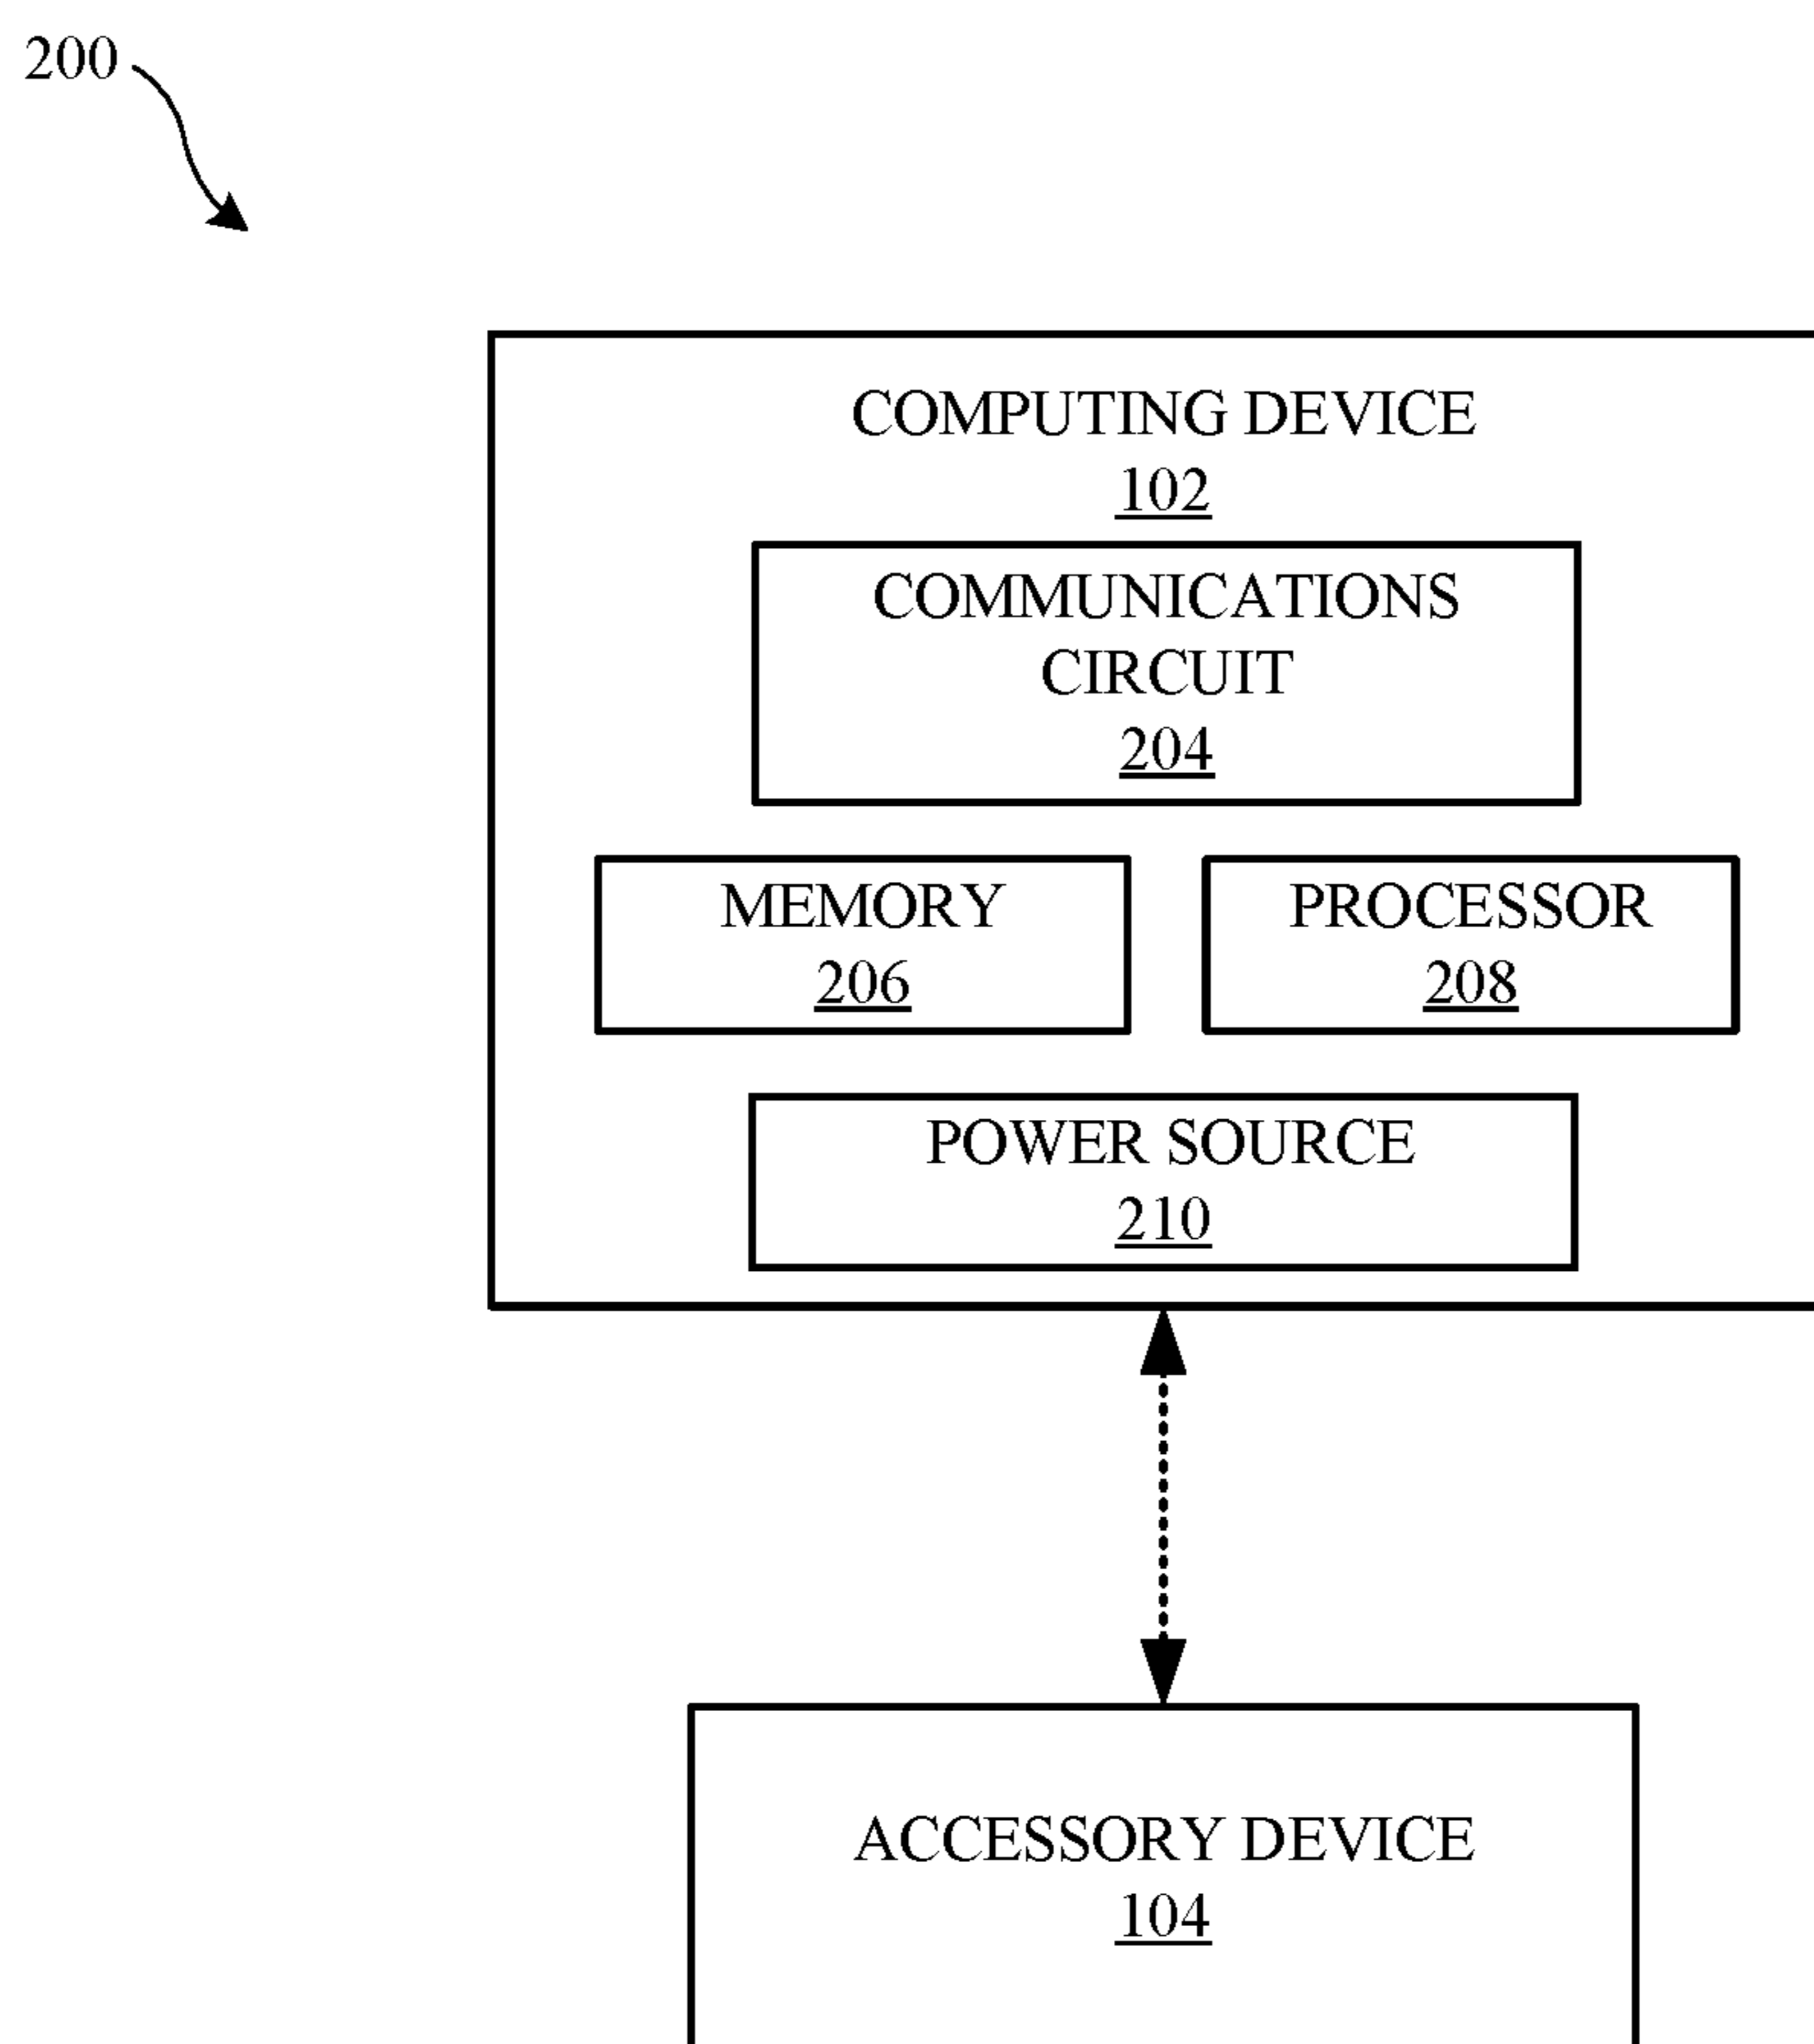 200
COMPUTING DEVICE
102
COMMUNICATIONS
CIRCUIT
204
MEMORY
206
PROCESSOR
208
POWER SOURCE
210
ACCESSORY DEVICE
104